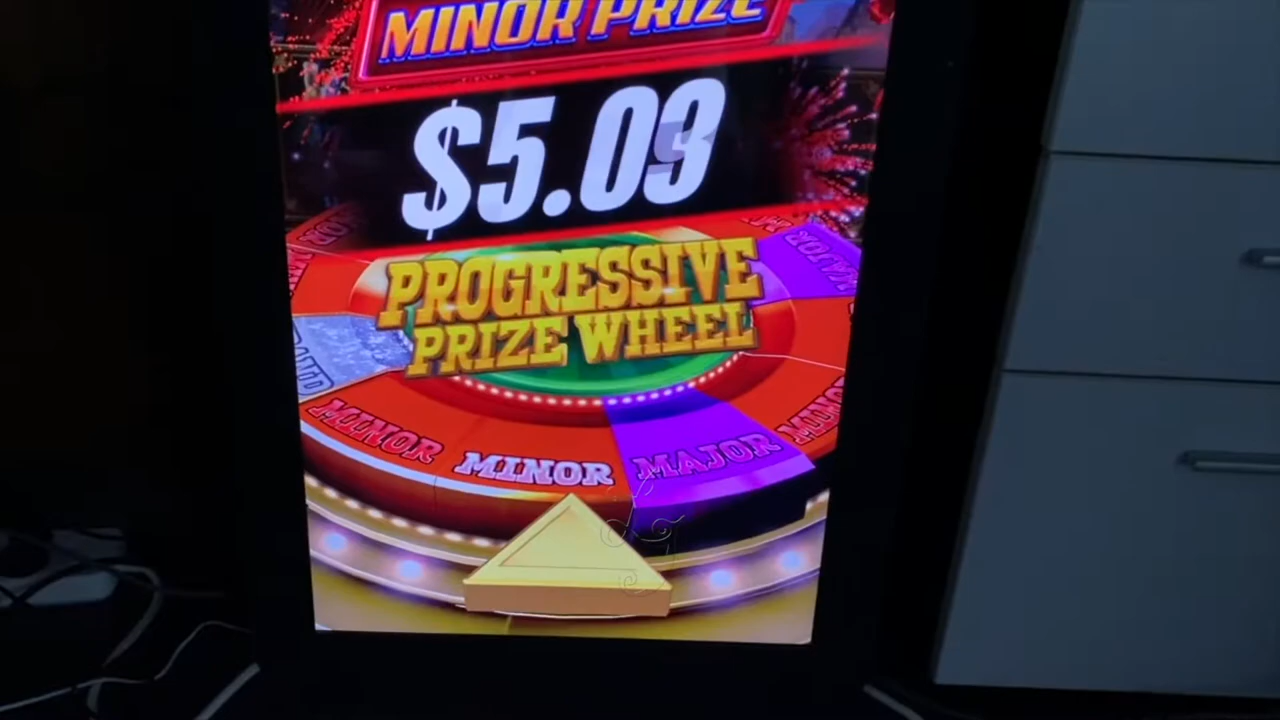 MINOR PRIZE
$5.09
PROGRESSIVE
PRIZE WHEEL
MAJOR
MINOR
MINOR
MAJOR
MINOR